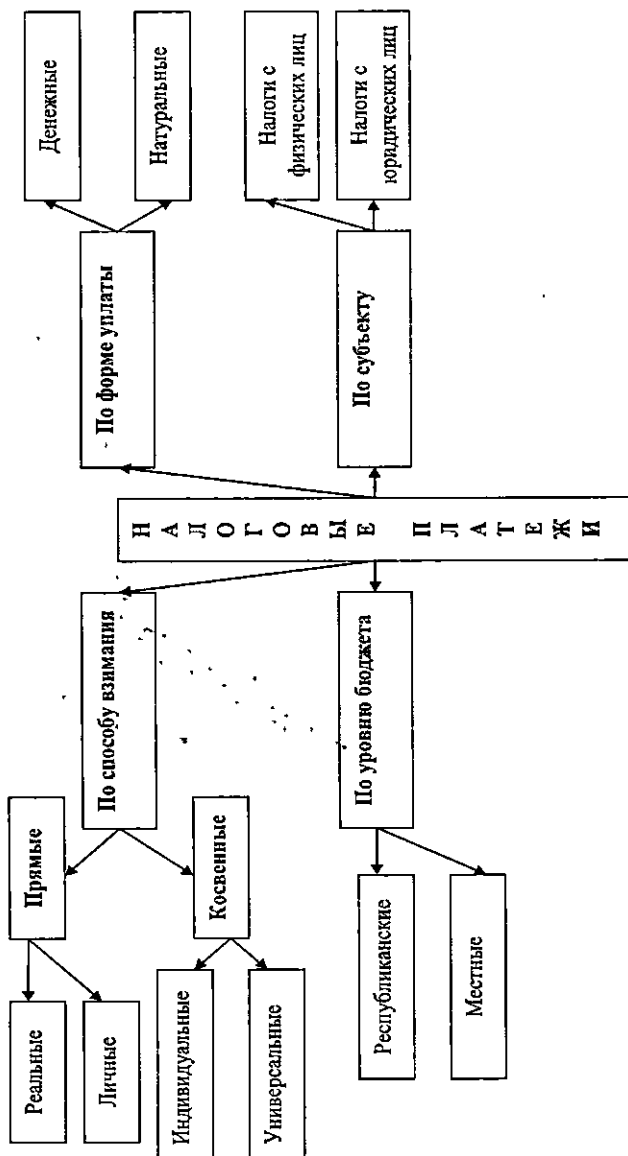 Реальные
Личные
Индивидуальные
Универсальные
Прямые
Косвенные
Республиканские
Местные
По способу взимания
По уровню бюджета
НАЛОГОВЫЕ ПЛАТЕЖИ
По форме уплаты
По субъекту
Денежные
Натуральные
Налоги с
физических лиц
Налоги с
юридических лиц